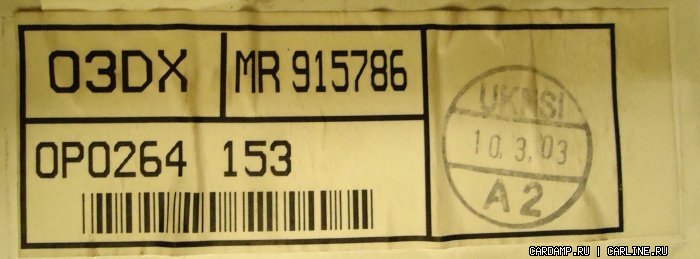 03DX MR 915786
0P0264 153
UKNSI
10.3.03
A2
CARDAMP.RU | CARLINE.RU